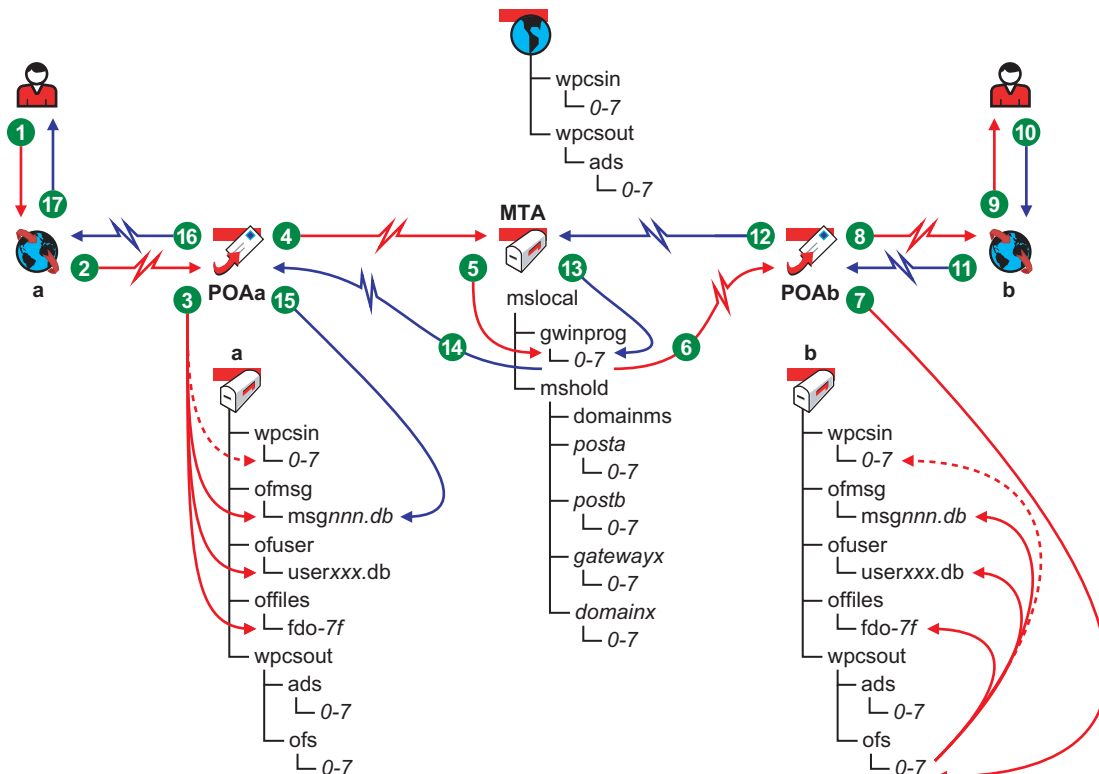 wpcsin
0-7
wpcsout
ads
0-7
1
17
a
2
16
3
POAa
15
4
MTA
5
13
12
14
6
mslocal
gwinprog
0-7
mshold
domainms
posta
0-7
postb
0-7
gatewayx
0-7
domainx
0-7
8
POAb
7
9
10
11
b
a
wpcsin
0-7
ofmsg
msgnnn.db
ofuser
userxxx.db
offiles
fdo-7f
wpcsout
ads
0-7
ofs
0-7
b
wpcsin
0-7
ofmsg
msgnnn.db
ofuser
userxxx.db
offiles
fdo-7f
wpcsout
ads
0-7
ofs
0-7